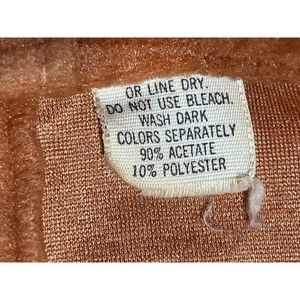 OR LINE DRY.
DO NOT USE BLEACH.
WASH DARK
COLORS SEPARATELY
90% ACETATE
10% POLYESTER